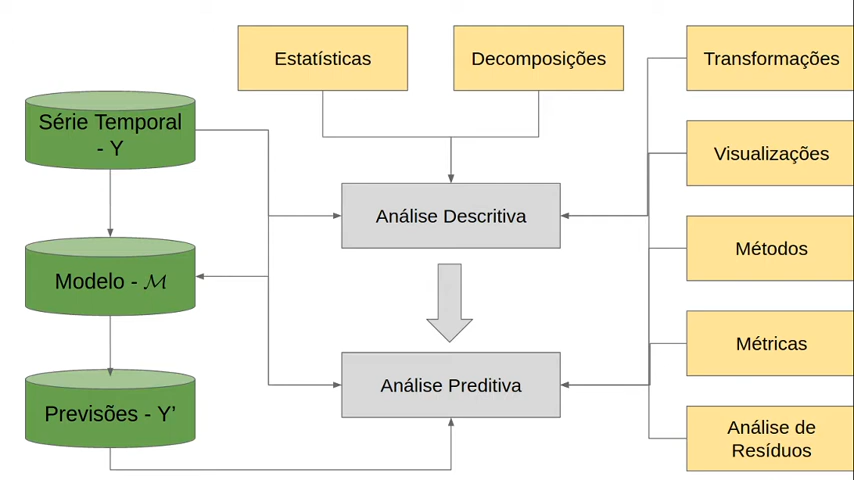 Estatísticas
Decomposições
Transformações
Série Temporal
- Y
Visualizações
Análise Descritiva
Métodos
Modelo - ℳ
Métricas
Análise Preditiva
Previsões - Y’
Análise de
Resíduos